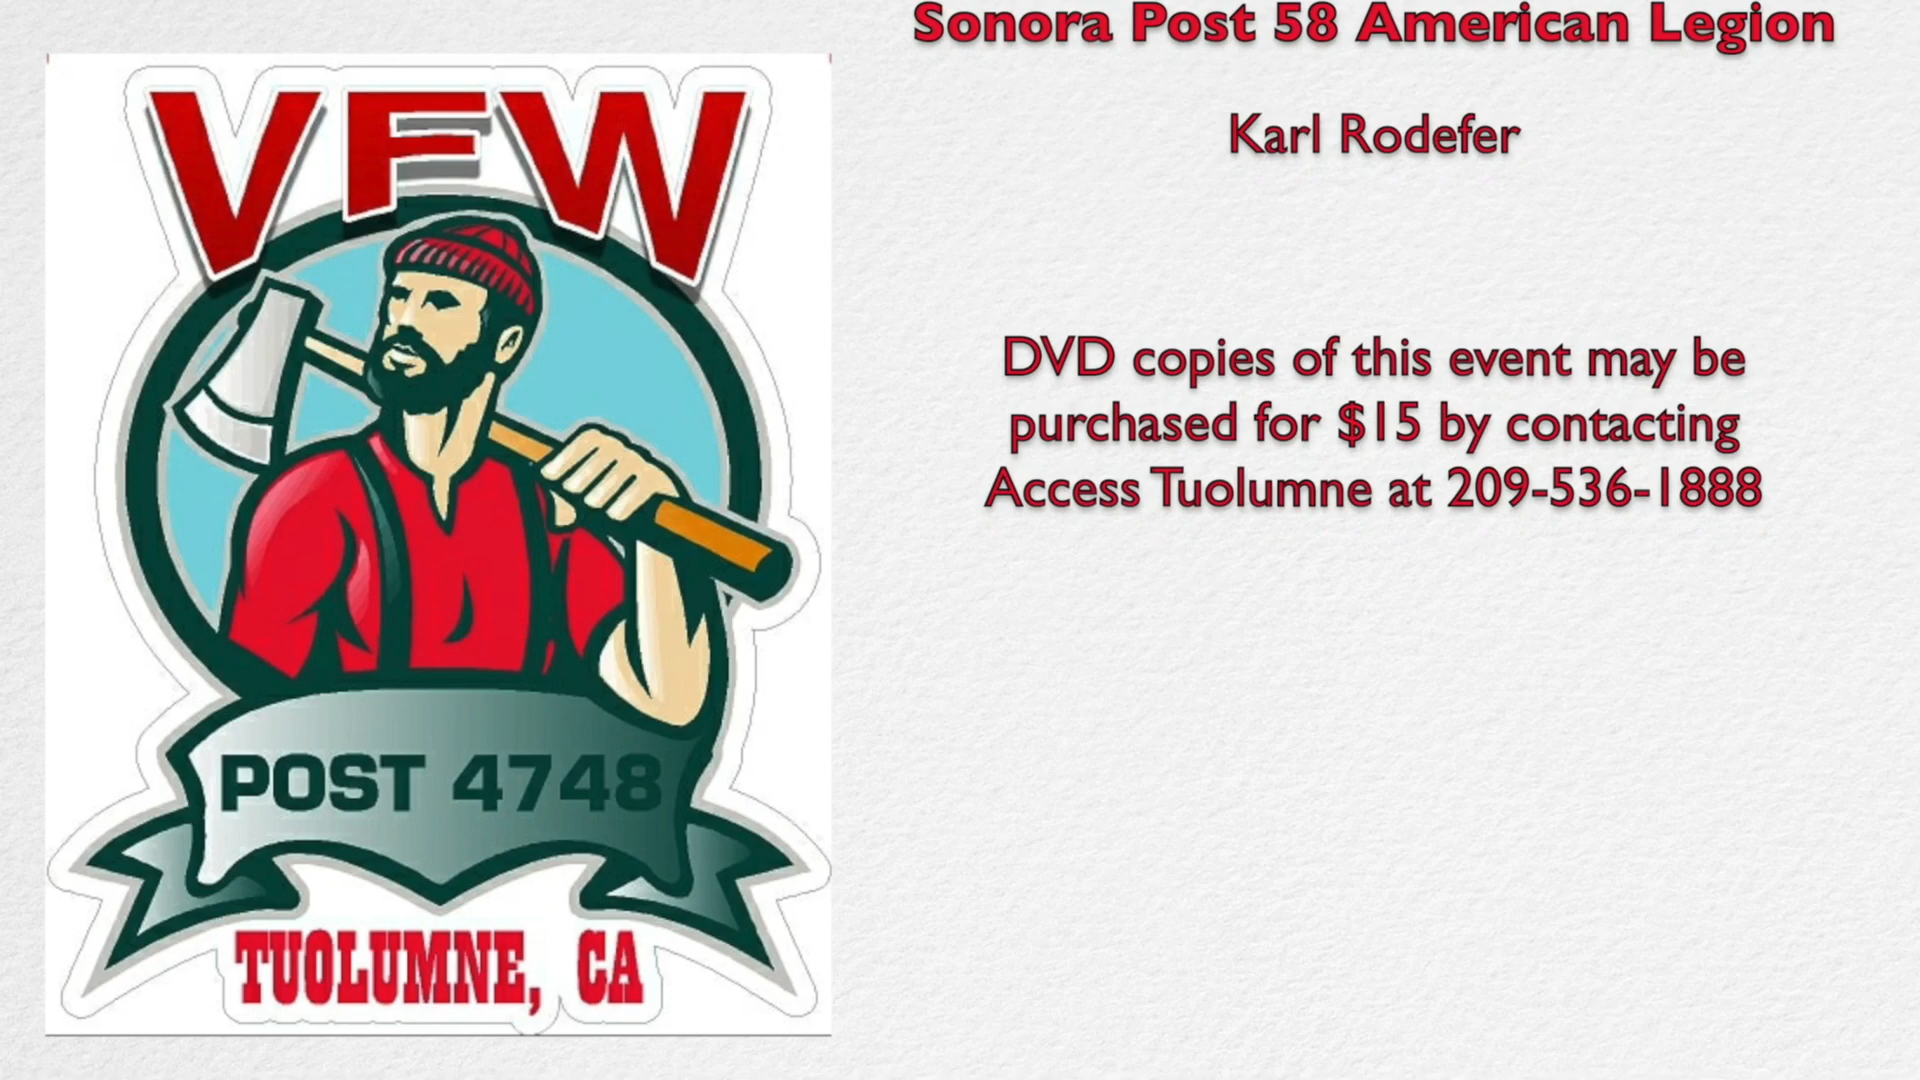 VFW
POST 4748
TUOLUMNE, CA
Sonora Post 58 American Legion
Karl Rodefer
DVD copies of this event may be
purchased for $15 by contacting
Access Tuolumne at 209-536-1888